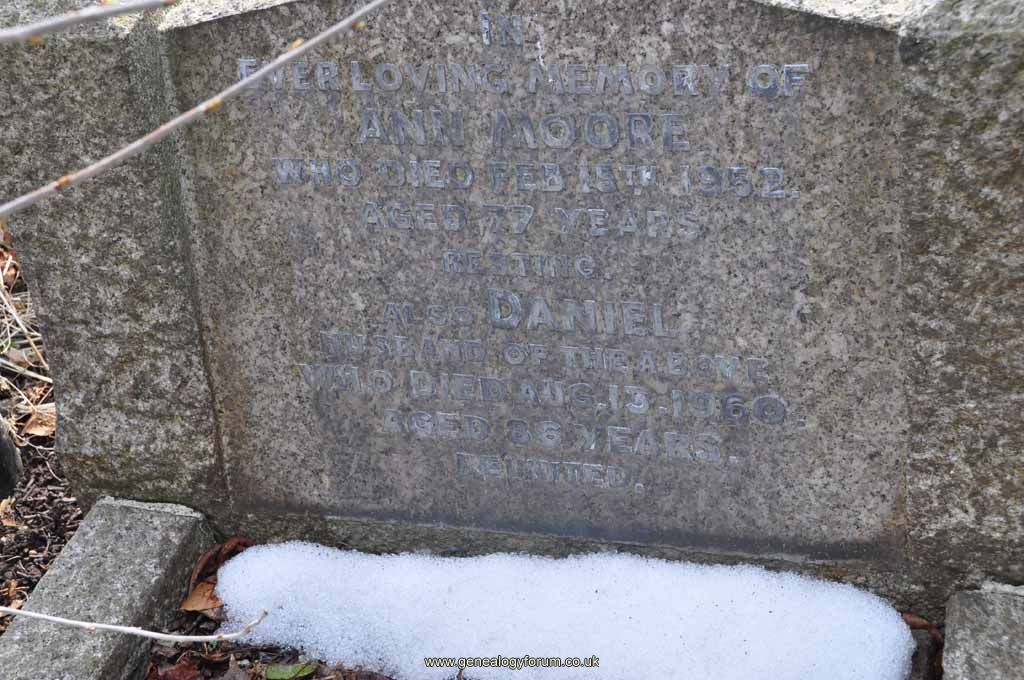 IN
EVER LOVING MEMORY OF
ANN MOORE
WHO DIED FEB 15TH 1952.
AGED 77 YEARS
RESTING
ALSO DANIEL
HUSBAND OF THE ABOVE
WHO DIED AUG. 13. 1960.
AGED 86 YEARS.
REUNITED.
www.genealogyforum.co.uk